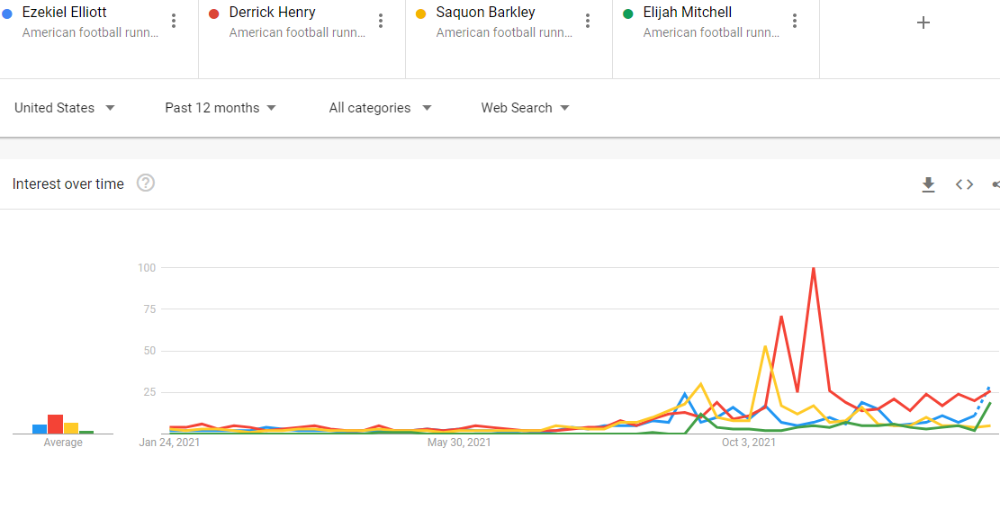 Ezekiel Elliott
American football runn...
Derrick Henry
American football runn...
Saquon Barkley
American football runn...
Elijah Mitchell
American football runn...
United States
Past 12 months
All categories
Web Search
Interest over time
100
75
50
25
Average
Jan 24, 2021
May 30, 2021
Oct 3, 2021